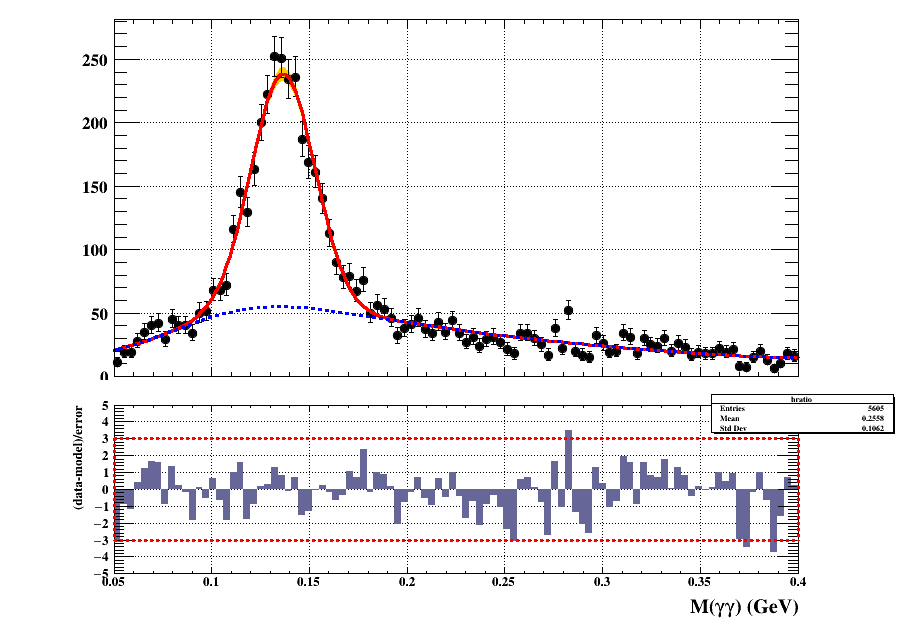 250
200
150
100
50
0
hratio
Entries 5605
Mean 0.2558
Std Dev 0.1062
(data-model)/error
5
4
3
2
1
0
−1
−2
−3
−4
−5
0.05 0.1 0.15 0.2 0.25 0.3 0.35 0.4
M(γγ) (GeV)